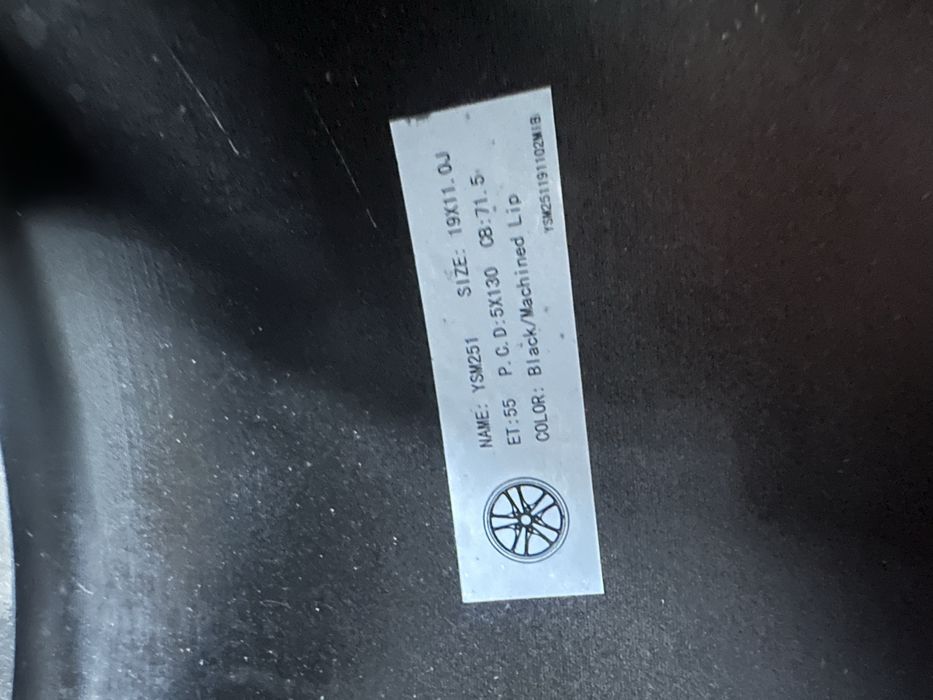 NAME: YSM251 SIZE: 19X11.0J
ET:55 P.C.D:5X130 CB:71.5
COLOR: Black/Machined Lip
YSM251191102M1B